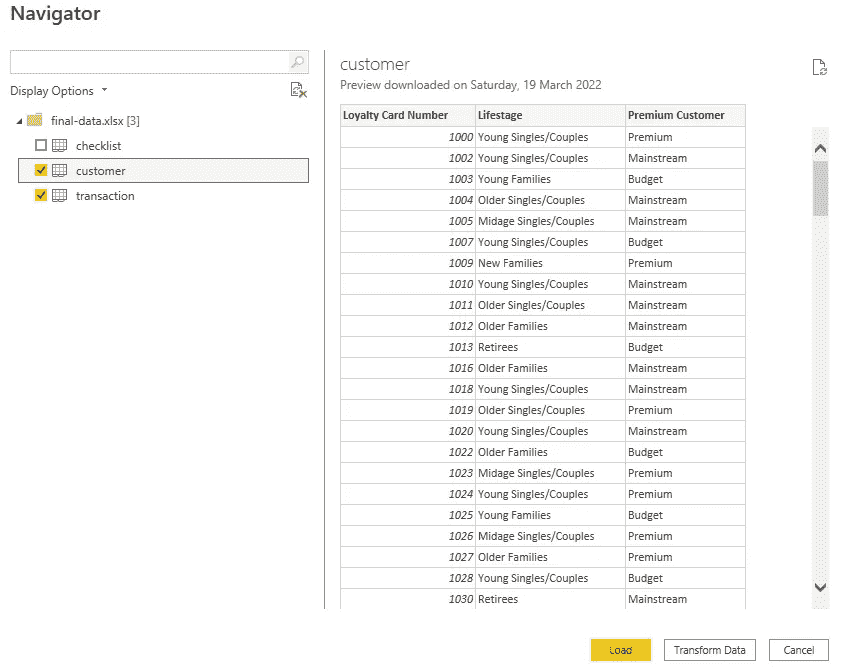 Navigator
Display Options
final-data.xlsx [3]
checklist
customer
transaction
customer
Preview downloaded on Saturday, 19 March 2022
Loyalty Card Number Lifestage Premium Customer
1000 Young Singles/Couples Premium
1002 Young Singles/Couples Mainstream
1003 Young Families Budget
1004 Older Singles/Couples Mainstream
1005 Midage Singles/Couples Mainstream
1007 Young Singles/Couples Budget
1009 New Families Premium
1010 Young Singles/Couples Mainstream
1011 Older Singles/Couples Mainstream
1012 Older Families Mainstream
1013 Retirees Budget
1016 Older Families Mainstream
1018 Young Singles/Couples Mainstream
1019 Older Singles/Couples Premium
1020 Young Singles/Couples Mainstream
1022 Older Families Budget
1023 Midage Singles/Couples Premium
1024 Young Singles/Couples Premium
1025 Young Families Budget
1026 Midage Singles/Couples Premium
1027 Older Families Premium
1028 Young Singles/Couples Budget
1030 Retirees Mainstream
Load Transform Data Cancel